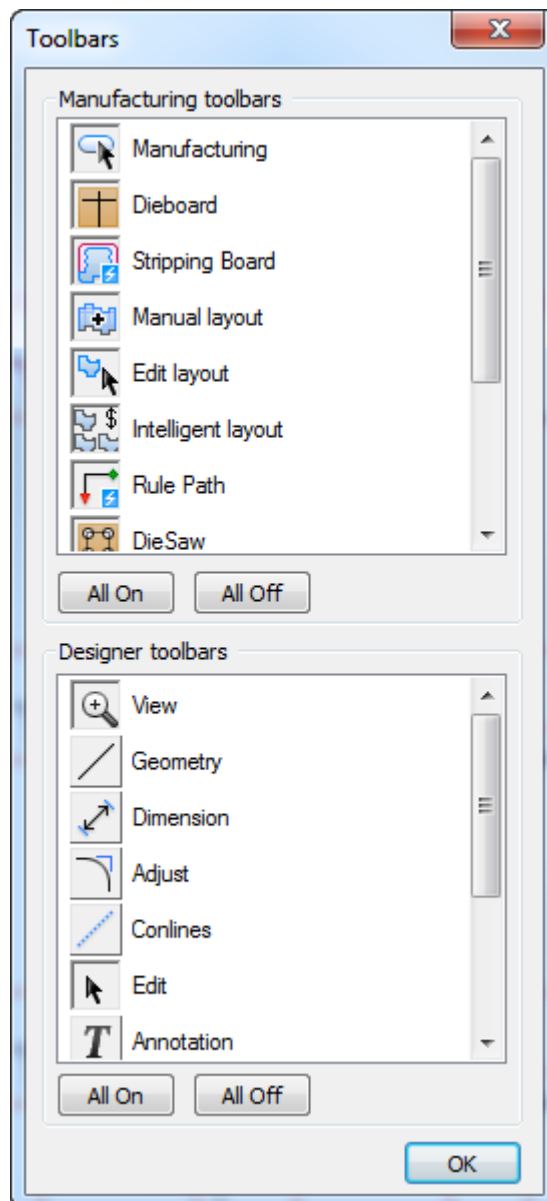 Toolbars
Manufacturing toolbars
Manufacturing
Dieboard
Stripping Board
Manual layout
Edit layout
Intelligent layout
Rule Path
DieSaw
All On All Off
Designer toolbars
View
Geometry
Dimension
Adjust
Conlines
Edit
Annotation
All On All Off
OK